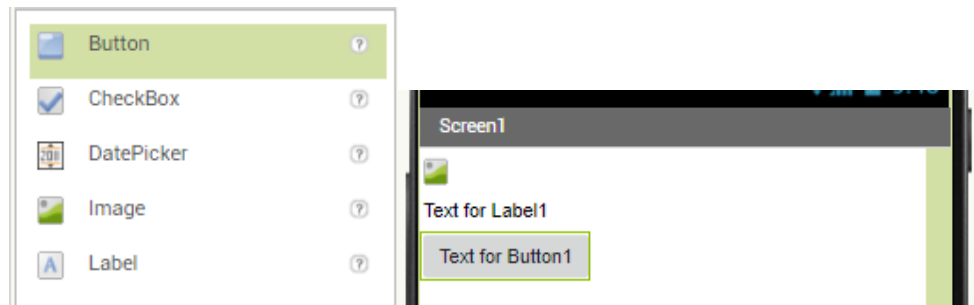 Button ?
CheckBox ?
DatePicker ?
Image ?
Label ?
Screen1
Text for Label1
Text for Button1